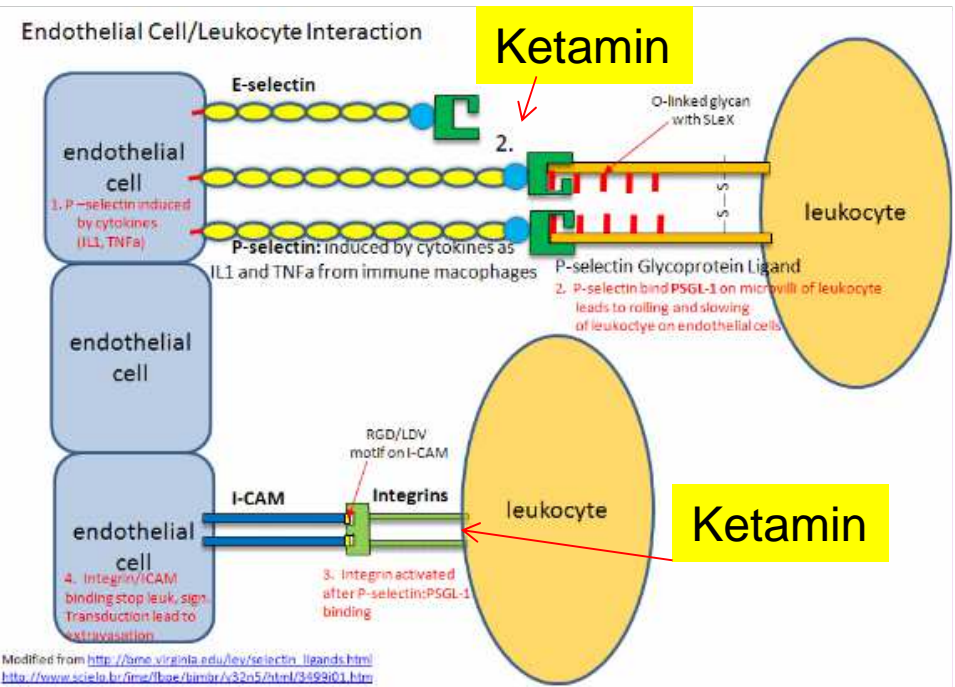 Endothelial Cell/Leukocyte Interaction
Ketamin
E-selectin
O-linked glycan
with SLeX
2.
endothelial
cell
1. P –selectin induced
by cytokines
(IL1, TNFa)
S—S
leukocyte
P-selectin: induced by cytokines as
IL1 and TNFa from immune macophages
P-selectin Glycoprotein Ligand
2. P-selectin bind PSGL-1 on microvilli of leukocyte
leads to rolling and slowing
of leukoctye on endothelial cells
endothelial
cell
RGD/LDV
motif on I-CAM
I-CAM
Integrins
leukocyte
Ketamin
endothelial
cell
4. Integrin/ICAM
binding stop leuk, sign.
Transduction lead to
extravasation
3. Integrin activated
after P-selectin:PSGL-1
binding
Modified from http://bme.virginia.edu/ley/selectin_ligands.html
http://www.scielo.br/img/fbpe/bjmbr/v32n5/html/3499i01.htm